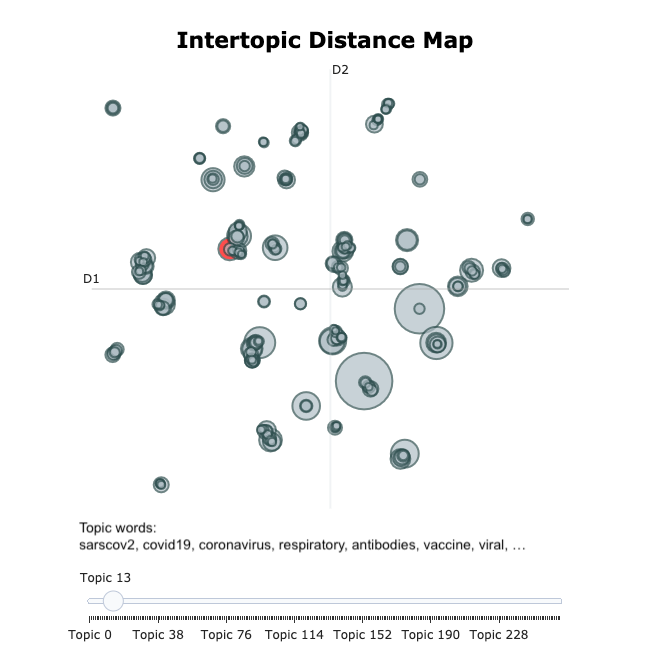 Intertopic Distance Map
D2
D1
Topic words:
sarscov2, covid19, coronavirus, respiratory, antibodies, vaccine, viral, …
Topic 13
Topic 0 Topic 38 Topic 76 Topic 114 Topic 152 Topic 190 Topic 228